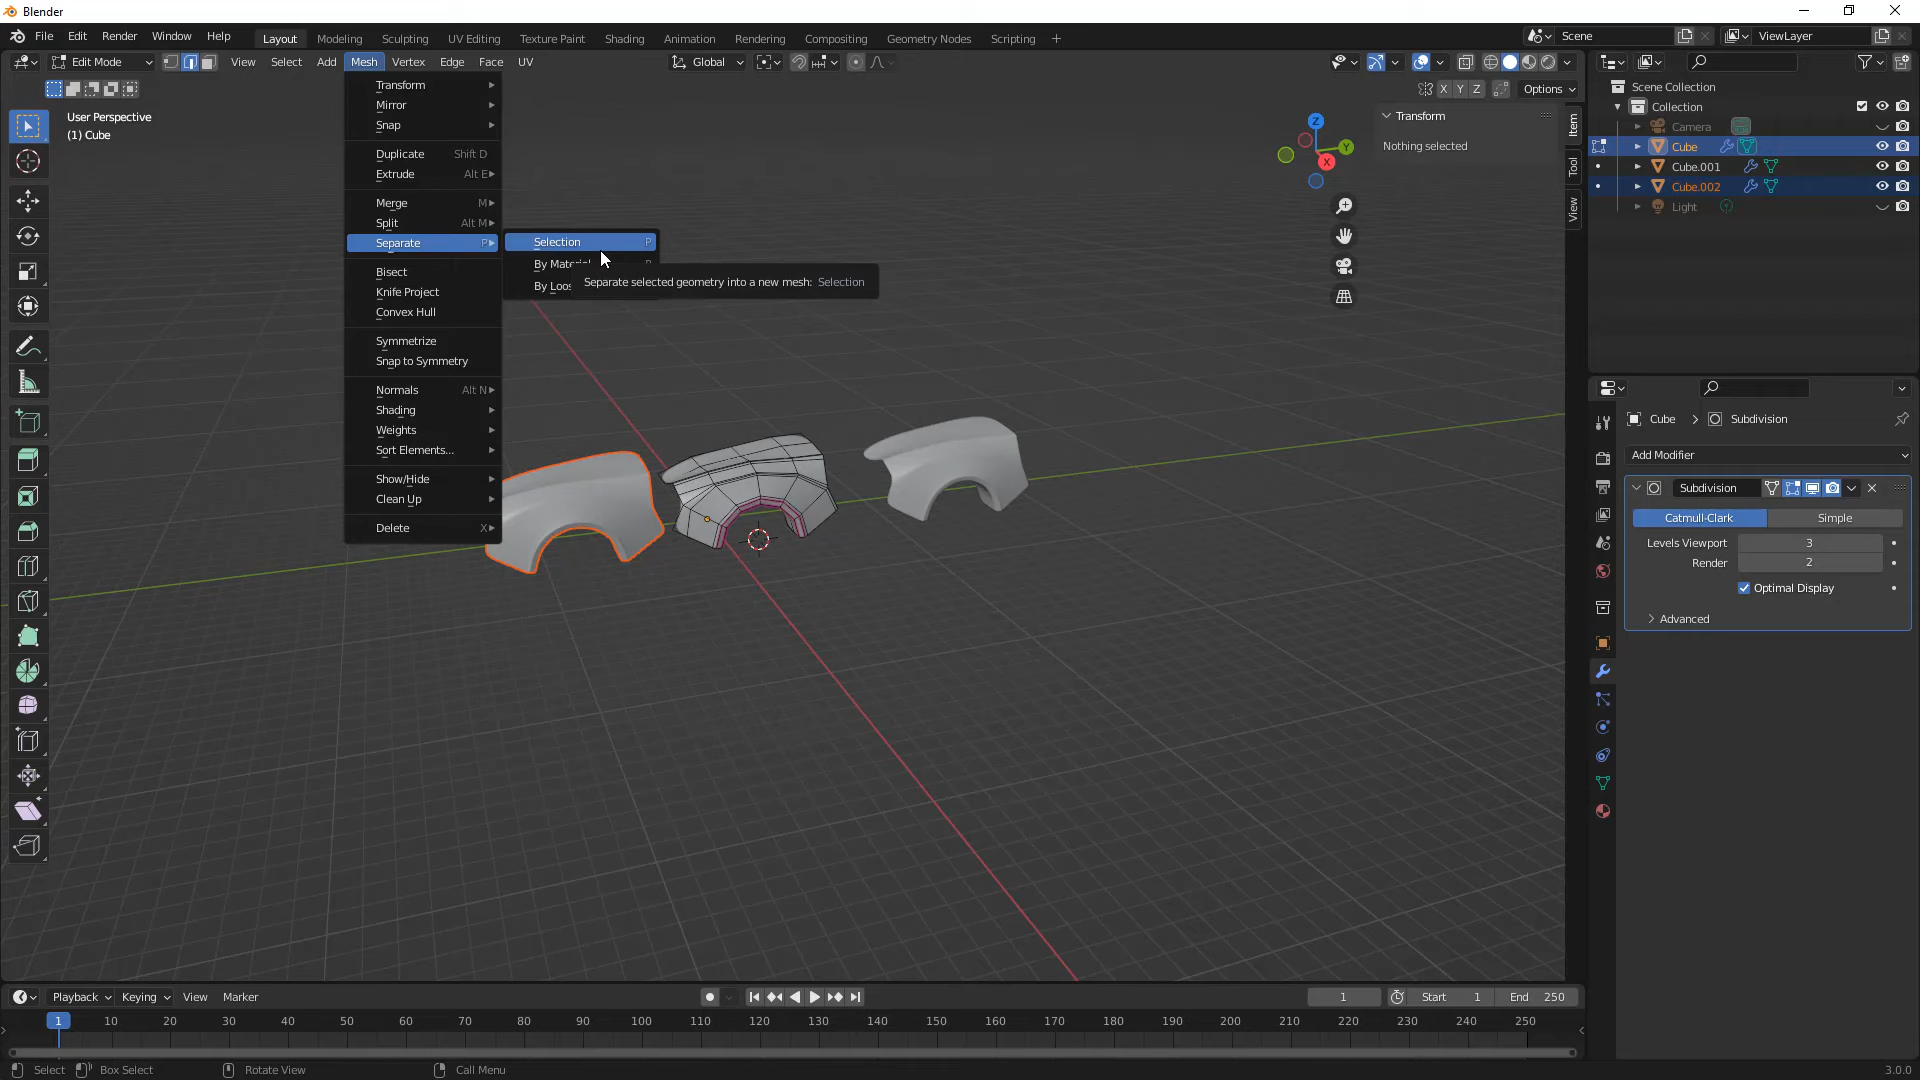 Blender
File Edit Render Window Help
Layout Modeling Sculpting UV Editing Texture Paint Shading Animation Rendering Compositing Geometry Nodes Scripting +
Scene
ViewLayer
Edit Mode View Select Add Mesh Vertex Edge Face UV
Global
X Y Z Options
User Perspective
(1) Cube
Transform
Mirror
Snap
Duplicate Shift D
Extrude Alt E
Merge M
Split Alt M
Separate P
Bisect
Knife Project
Convex Hull
Symmetrize
Snap to Symmetry
Normals Alt N
Shading
Weights
Sort Elements...
Show/Hide
Clean Up
Delete X
Selection P
By Material P
By Loos
Separate selected geometry into a new mesh: Selection
Z
Y
X
Transform
Nothing selected
Item
Tool
View
Scene Collection
Collection
Camera
Cube
Cube.001
Cube.002
Light
Cube > Subdivision
Add Modifier
Subdivision
Catmull-Clark Simple
Levels Viewport 3
Render 2
Optimal Display
Advanced
Playback Keying View Marker
1
Start 1
End 250
1 10 20 30 40 50 60 70 80 90 100 110 120 130 140 150 160 170 180 190 200 210 220 230 240 250
Select Box Select Rotate View Call Menu
3.0.0